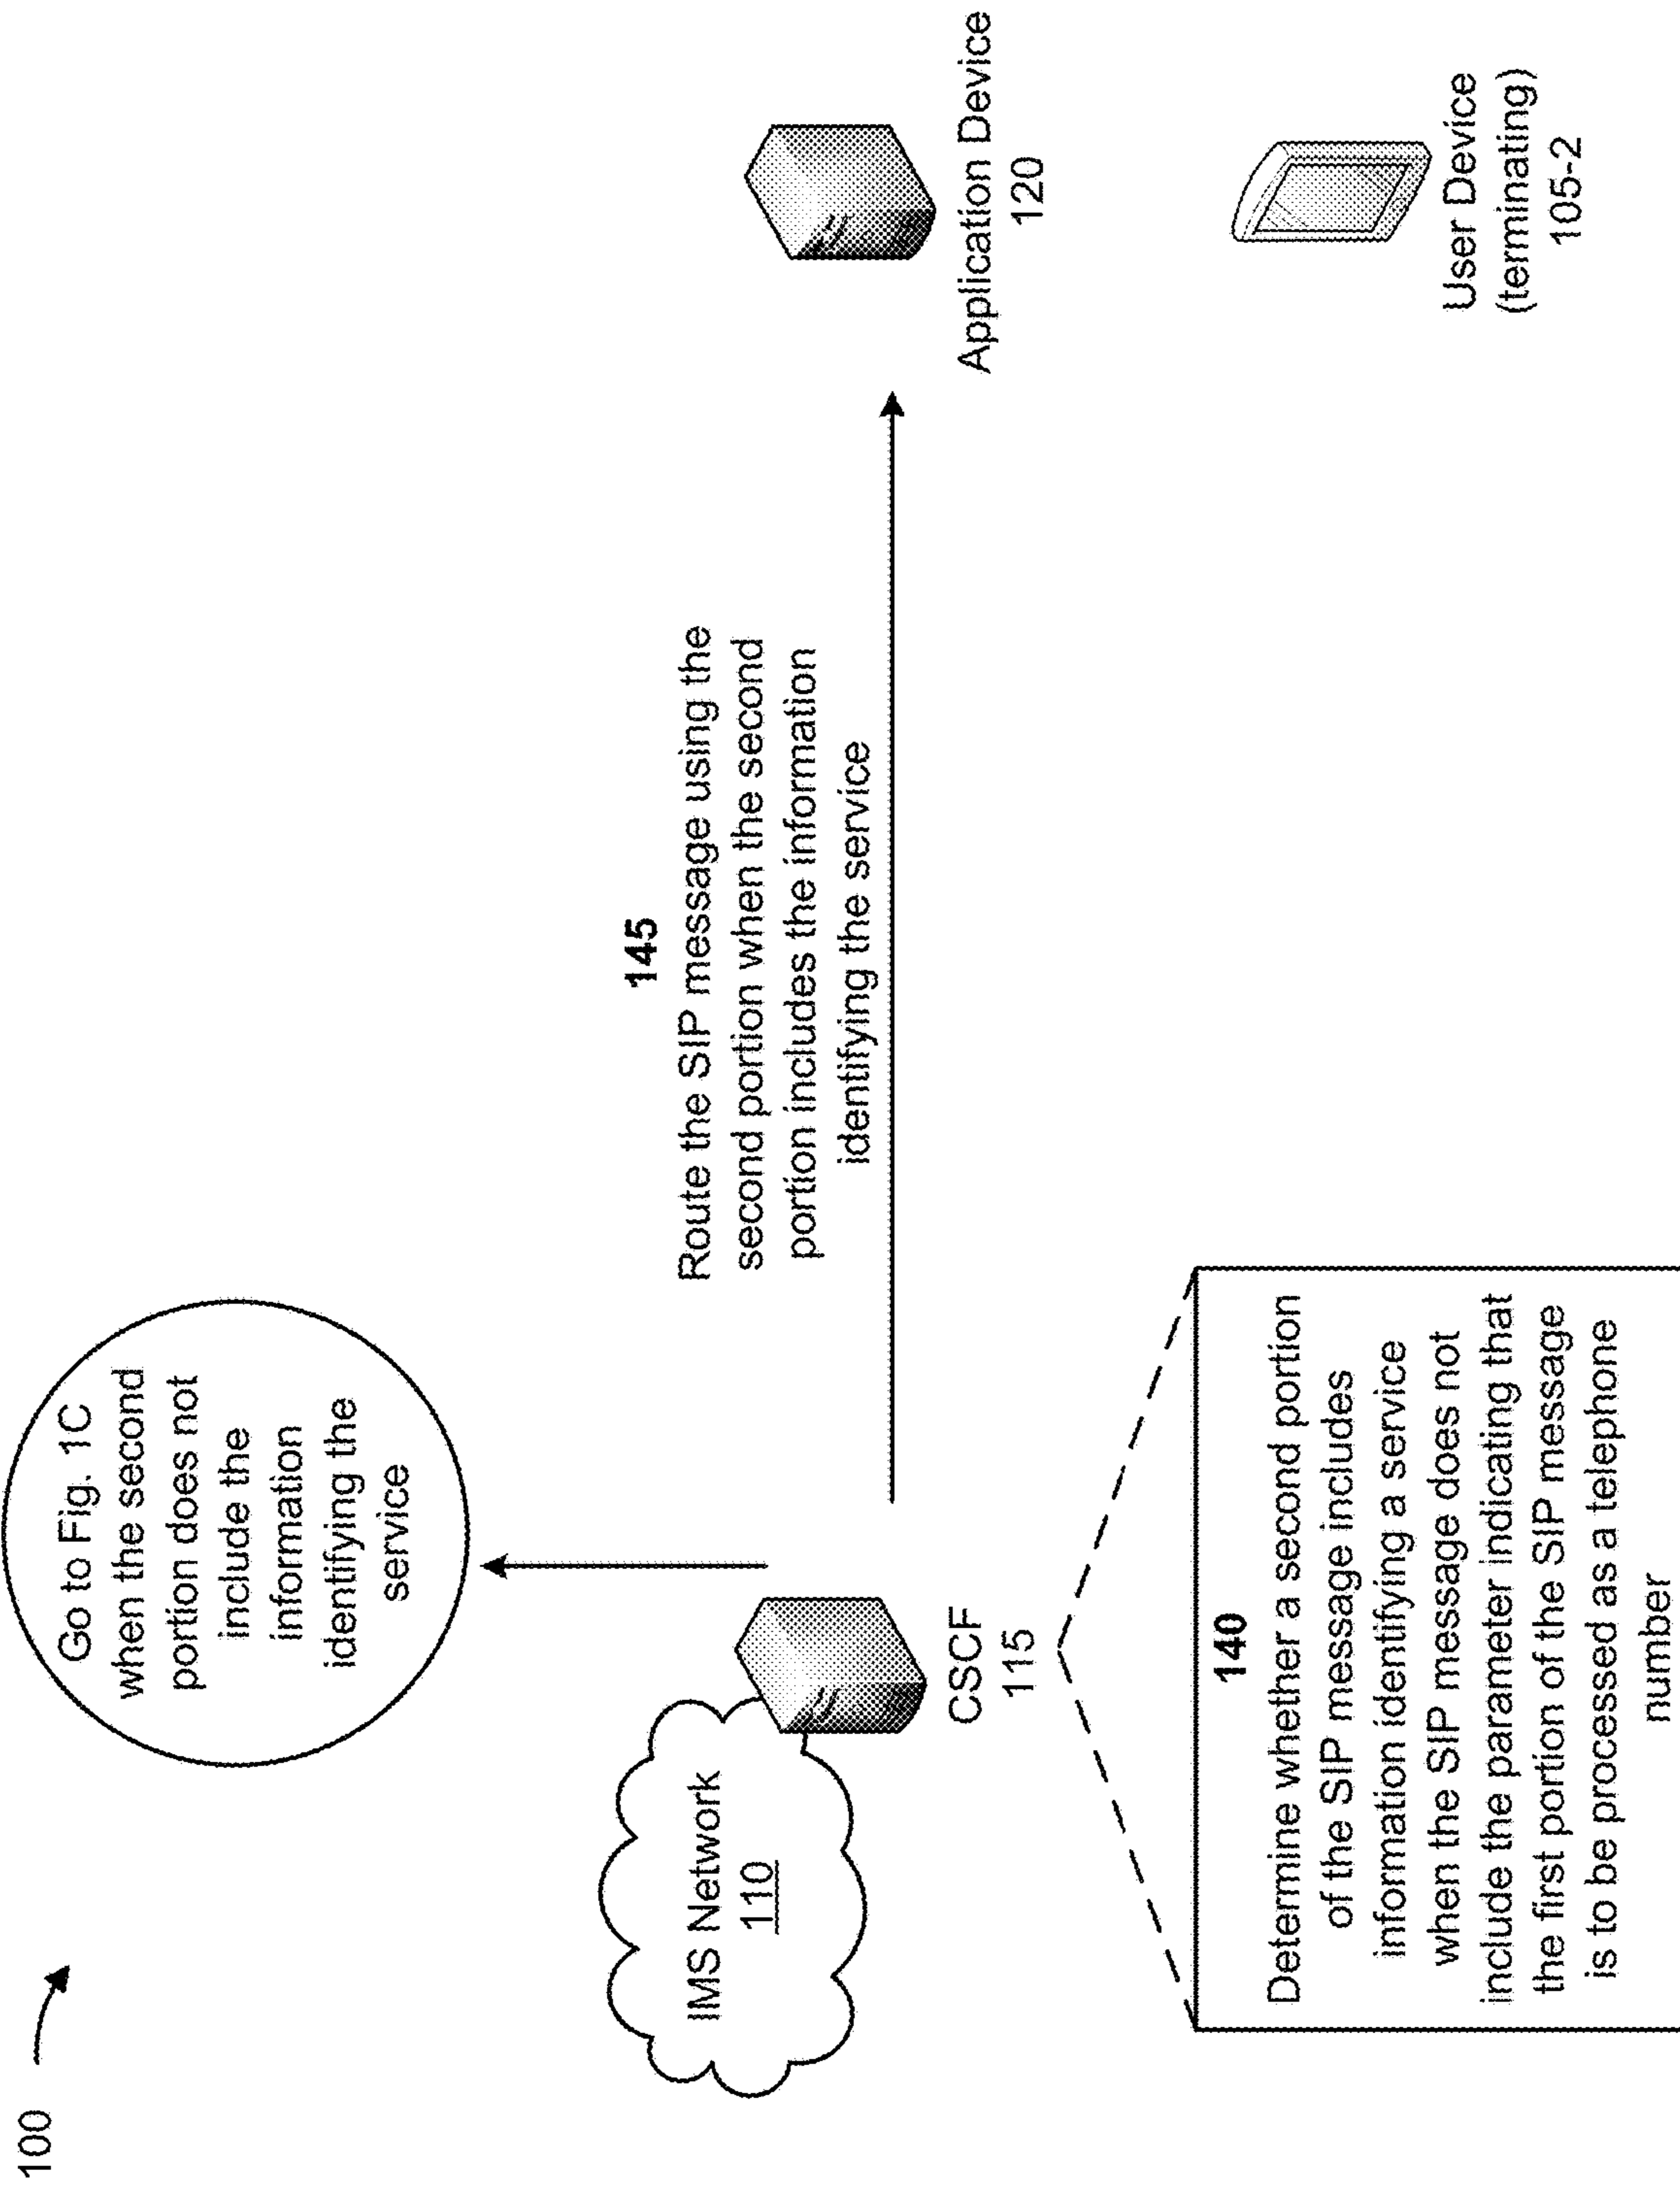 100
Go to Fig. 1C
when the second
portion does not
include the
information
identifying the
service
145
Route the SIP message using the
second portion when the second
portion includes the information
identifying the service
IMS Network
110
CSCF
115
Application Device
120
140
Determine whether a second portion
of the SIP message includes
information identifying a service
when the SIP message does not
include the parameter indicating that
the first portion of the SIP message
is to be processed as a telephone
number
User Device
(terminating)
105-2